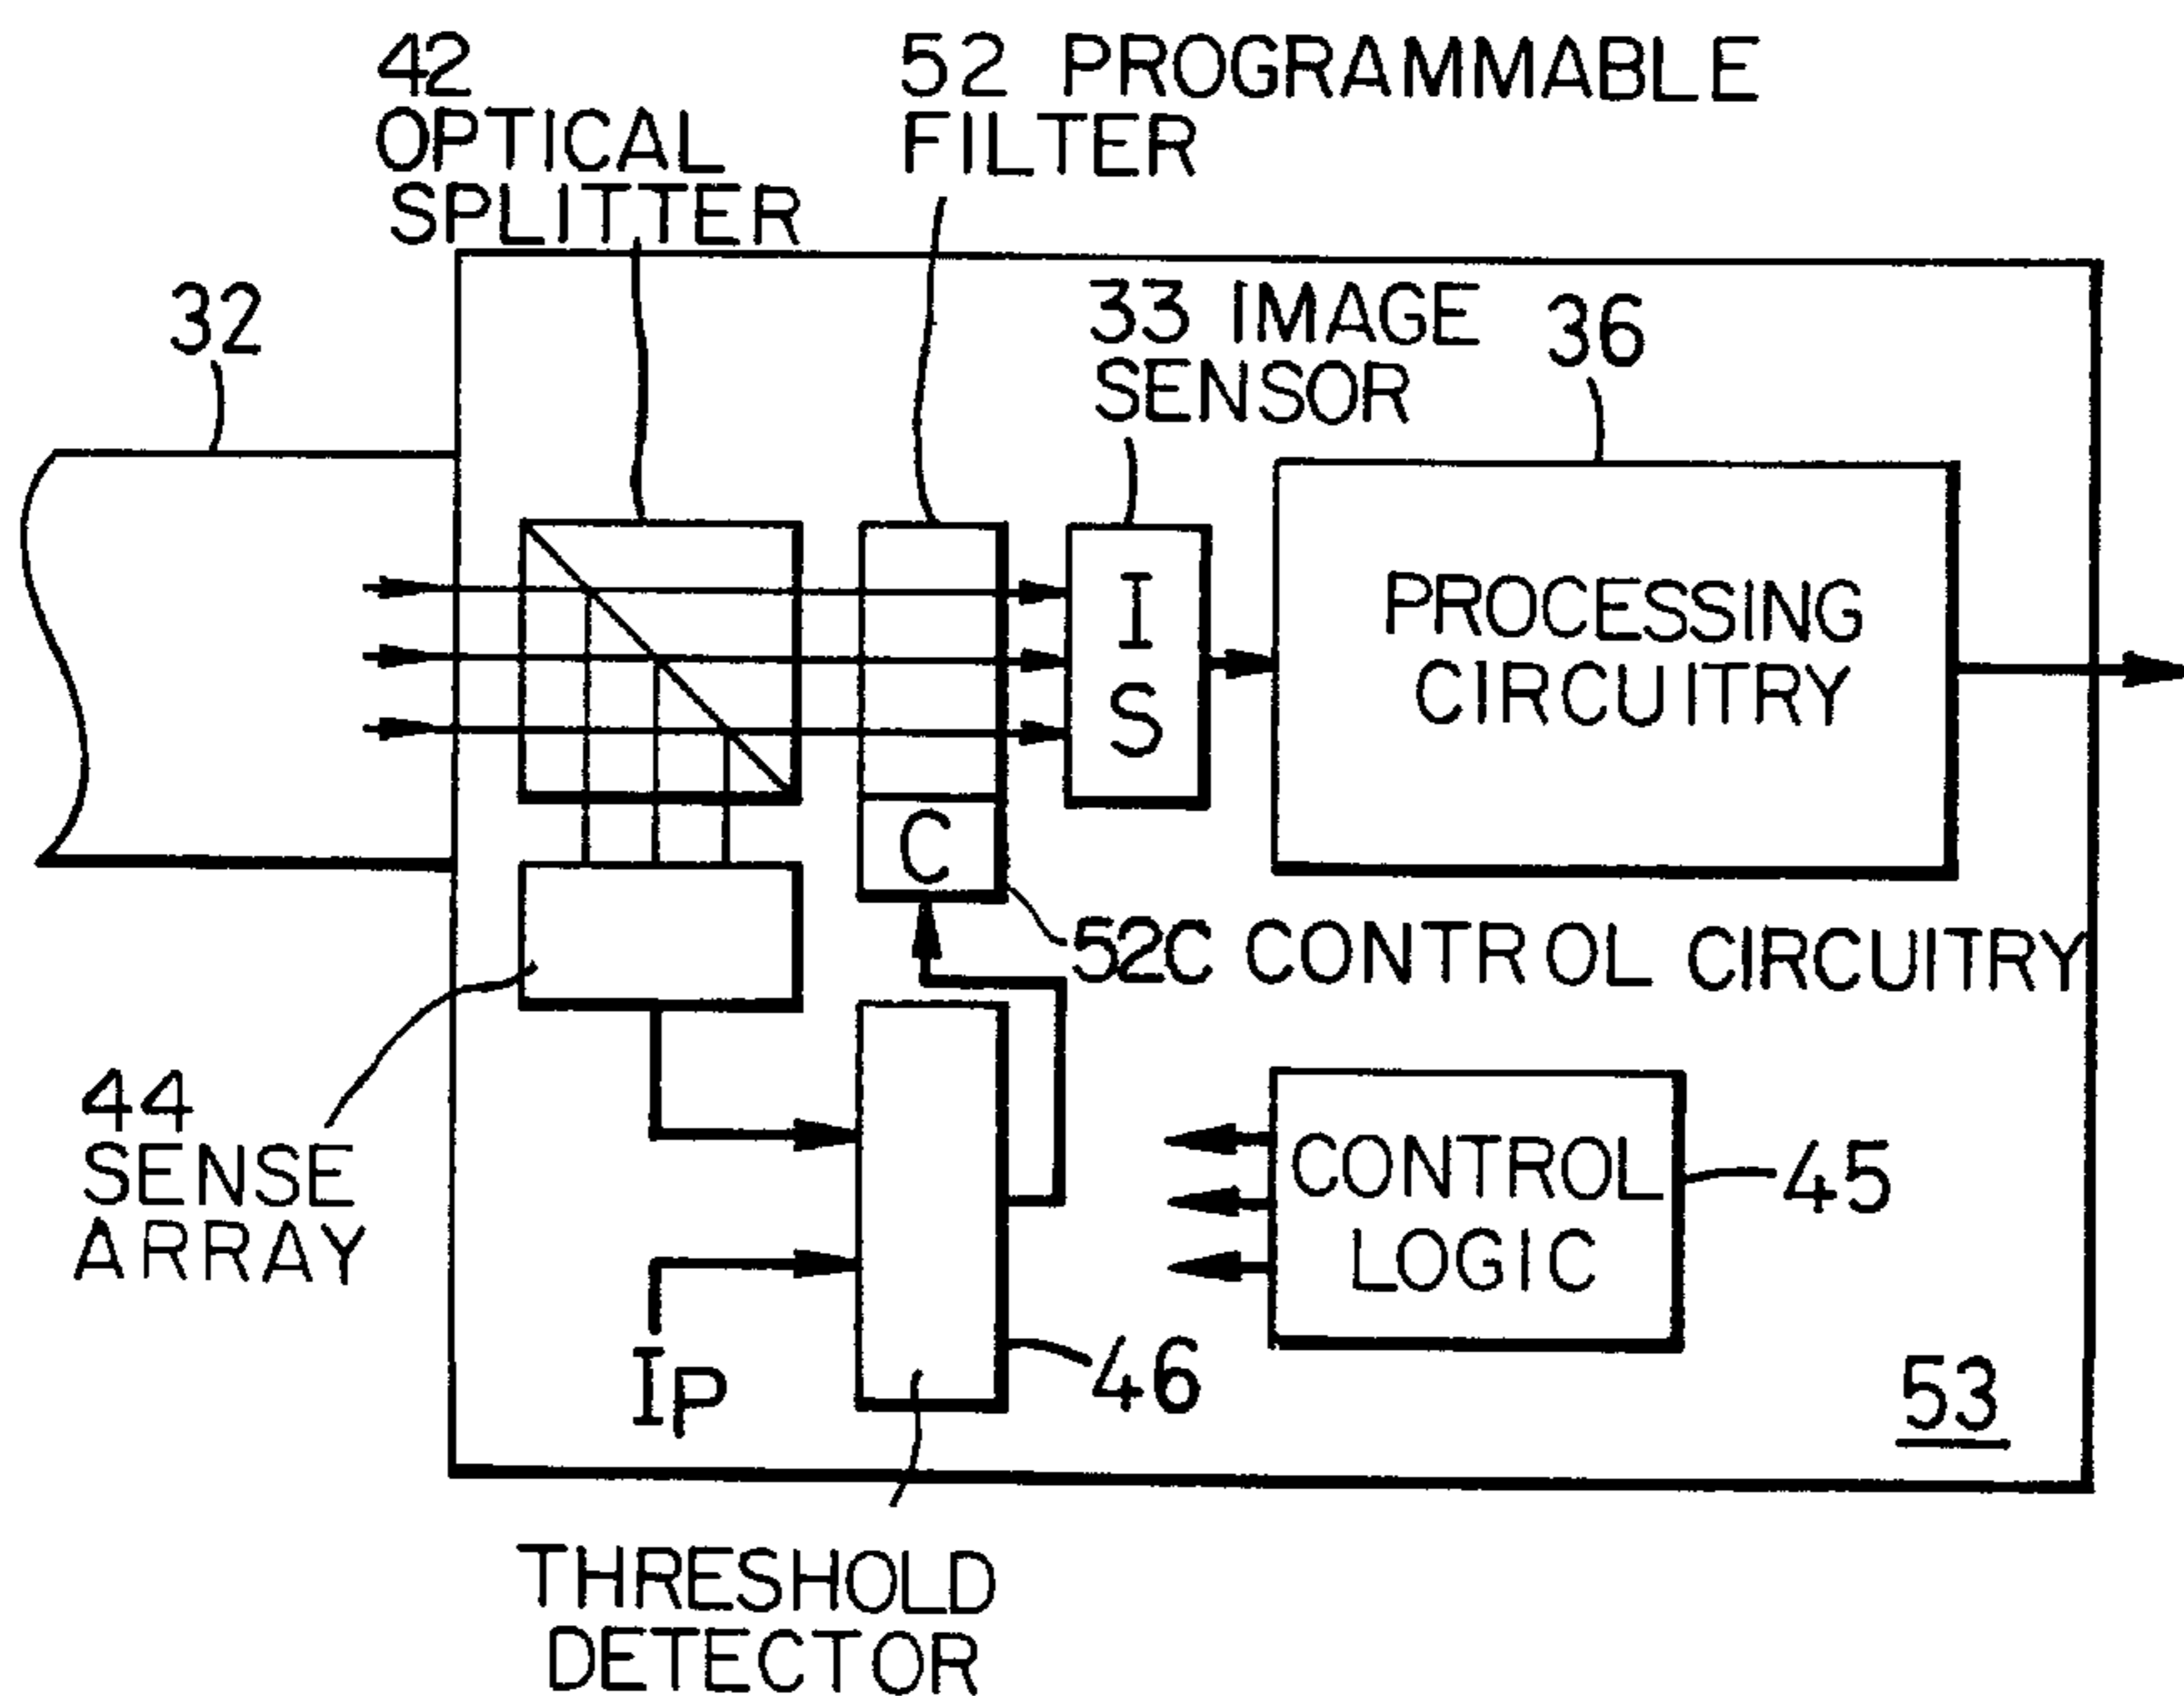 42
OPTICAL
SPLITTER
52 PROGRAMMABLE
FILTER
32
33 IMAGE
SENSOR
36
I
S
PROCESSING
CIRCUITRY
C
52C CONTROL CIRCUITRY
44
SENSE
ARRAY
CONTROL
LOGIC
45
IP
46
53
THRESHOLD
DETECTOR